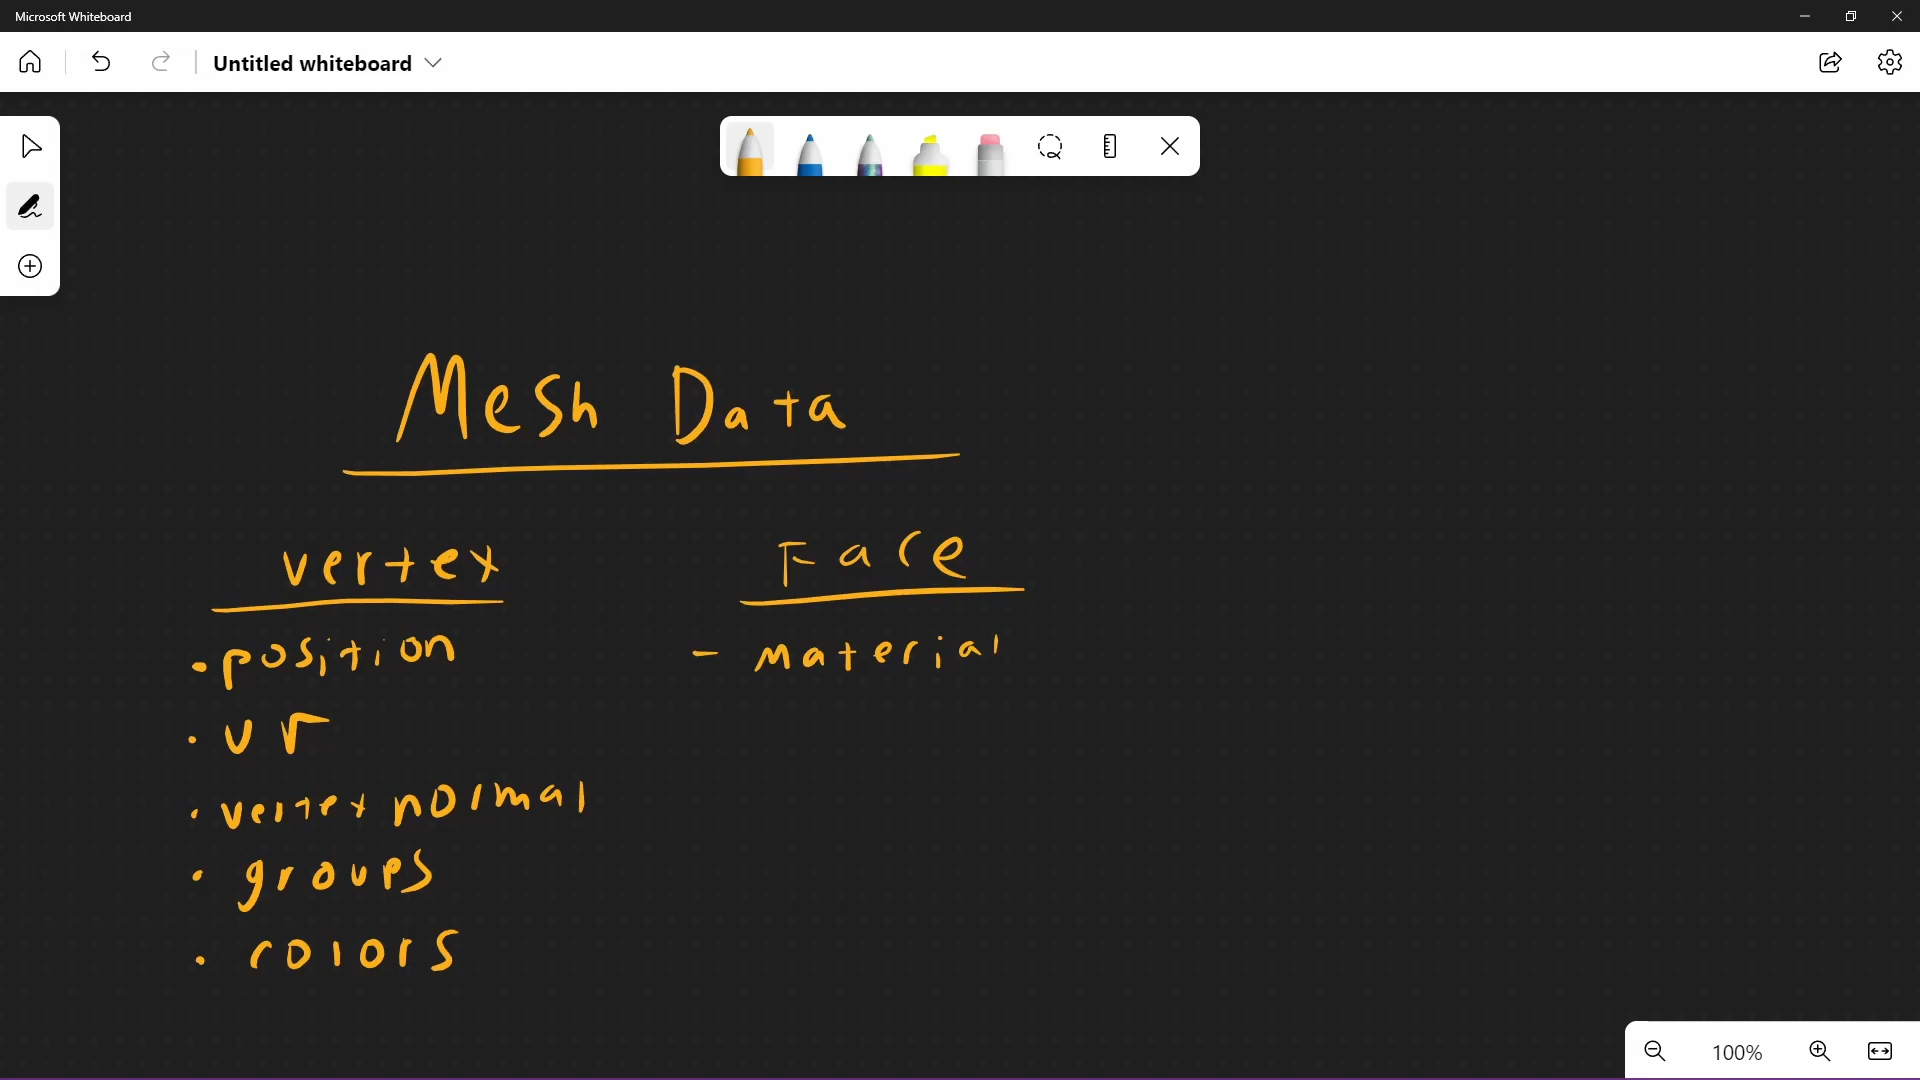 Microsoft Whiteboard
Untitled whiteboard
Mesh Data
vertex
Face
• position
- material
• UV
• vertex normal
• groups
• colors
100%